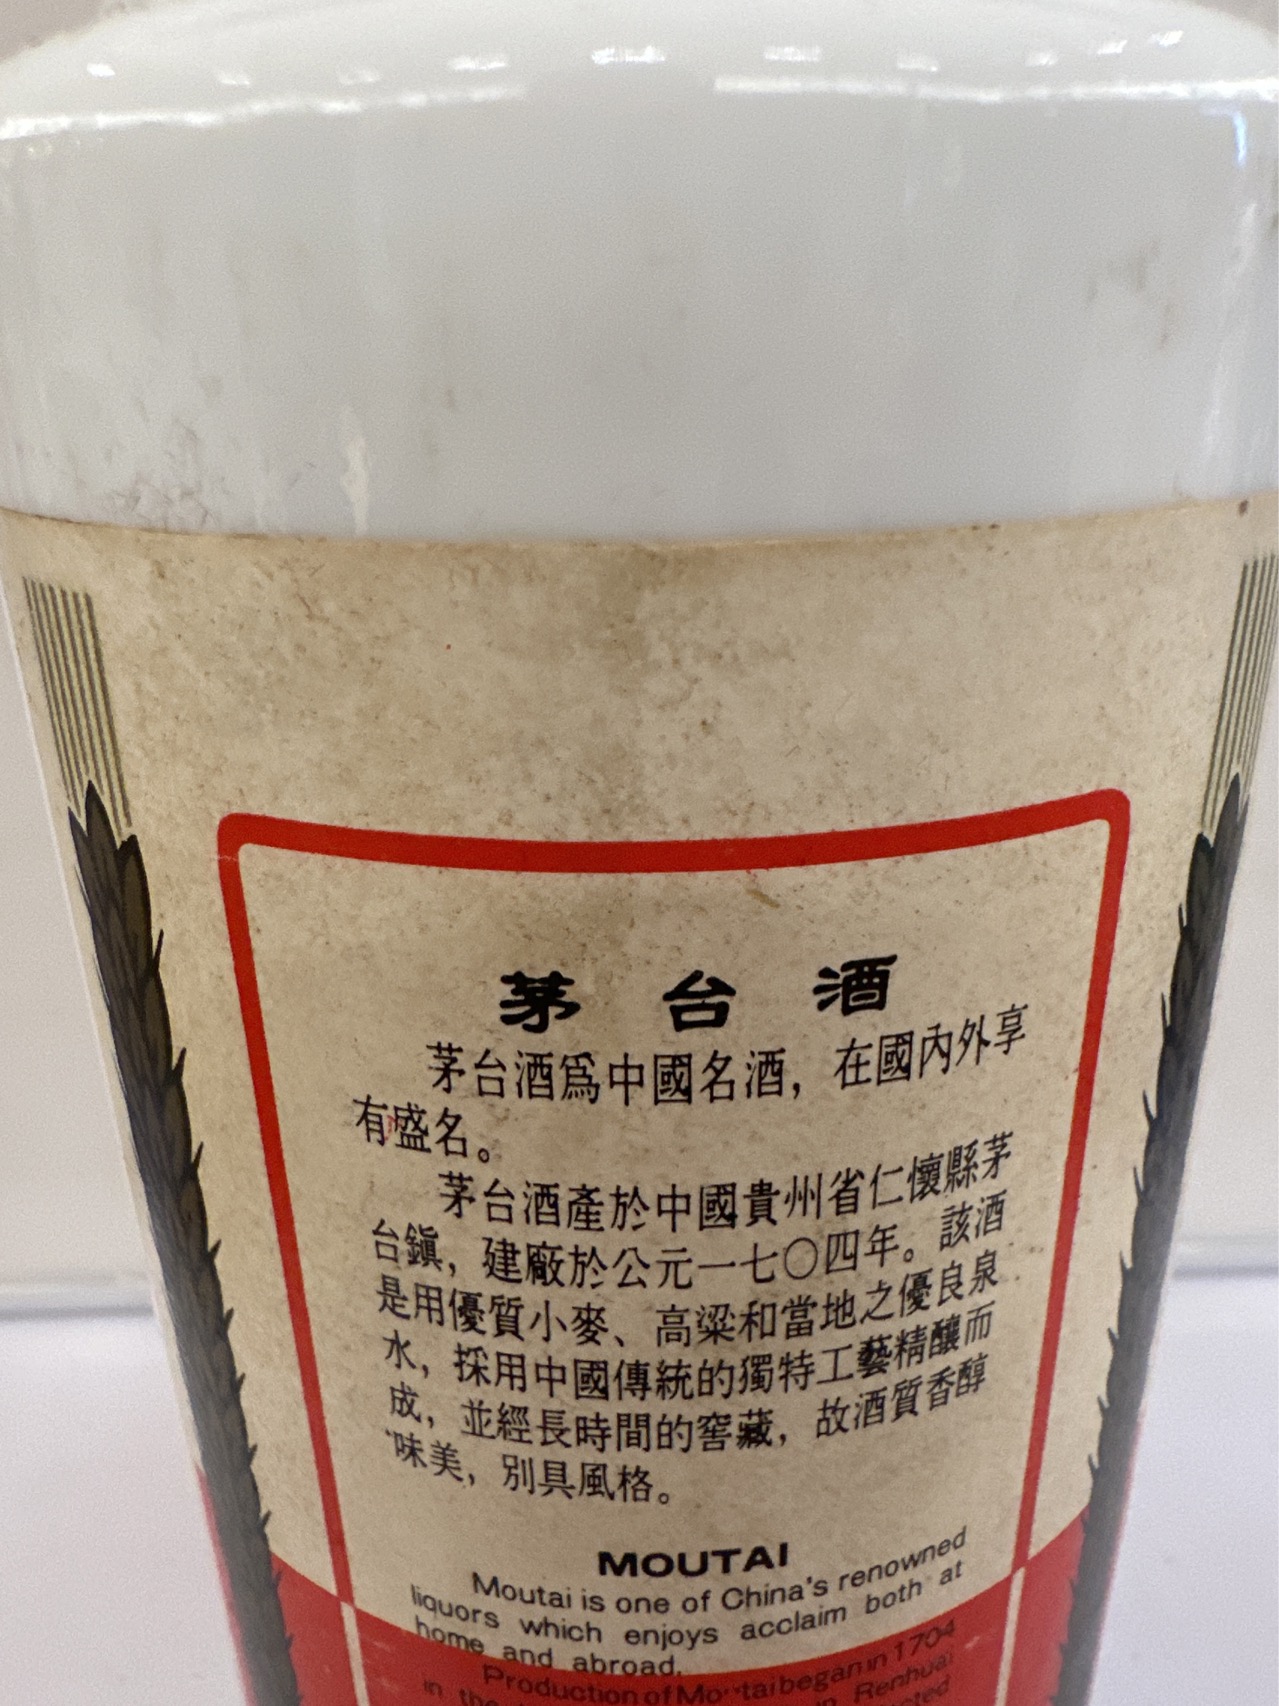 茅台酒
茅台酒爲中國名酒，在國內外享
有盛名。
茅台酒產於中國貴州省仁懷縣茅
台鎭，建廠於公元一七〇四年。該酒
是用優質小麥、高粱和當地之優良泉
水，採用中國傳統的獨特工藝精釀而
成，並經長時間的窖藏，故酒質香醇
味美，別具風格。
MOUTAI
Moutai is one of China's renowned
liquors which enjoys acclaim both at
home and abroad.
Production of Moutai began in 1704
in the in Renhuai